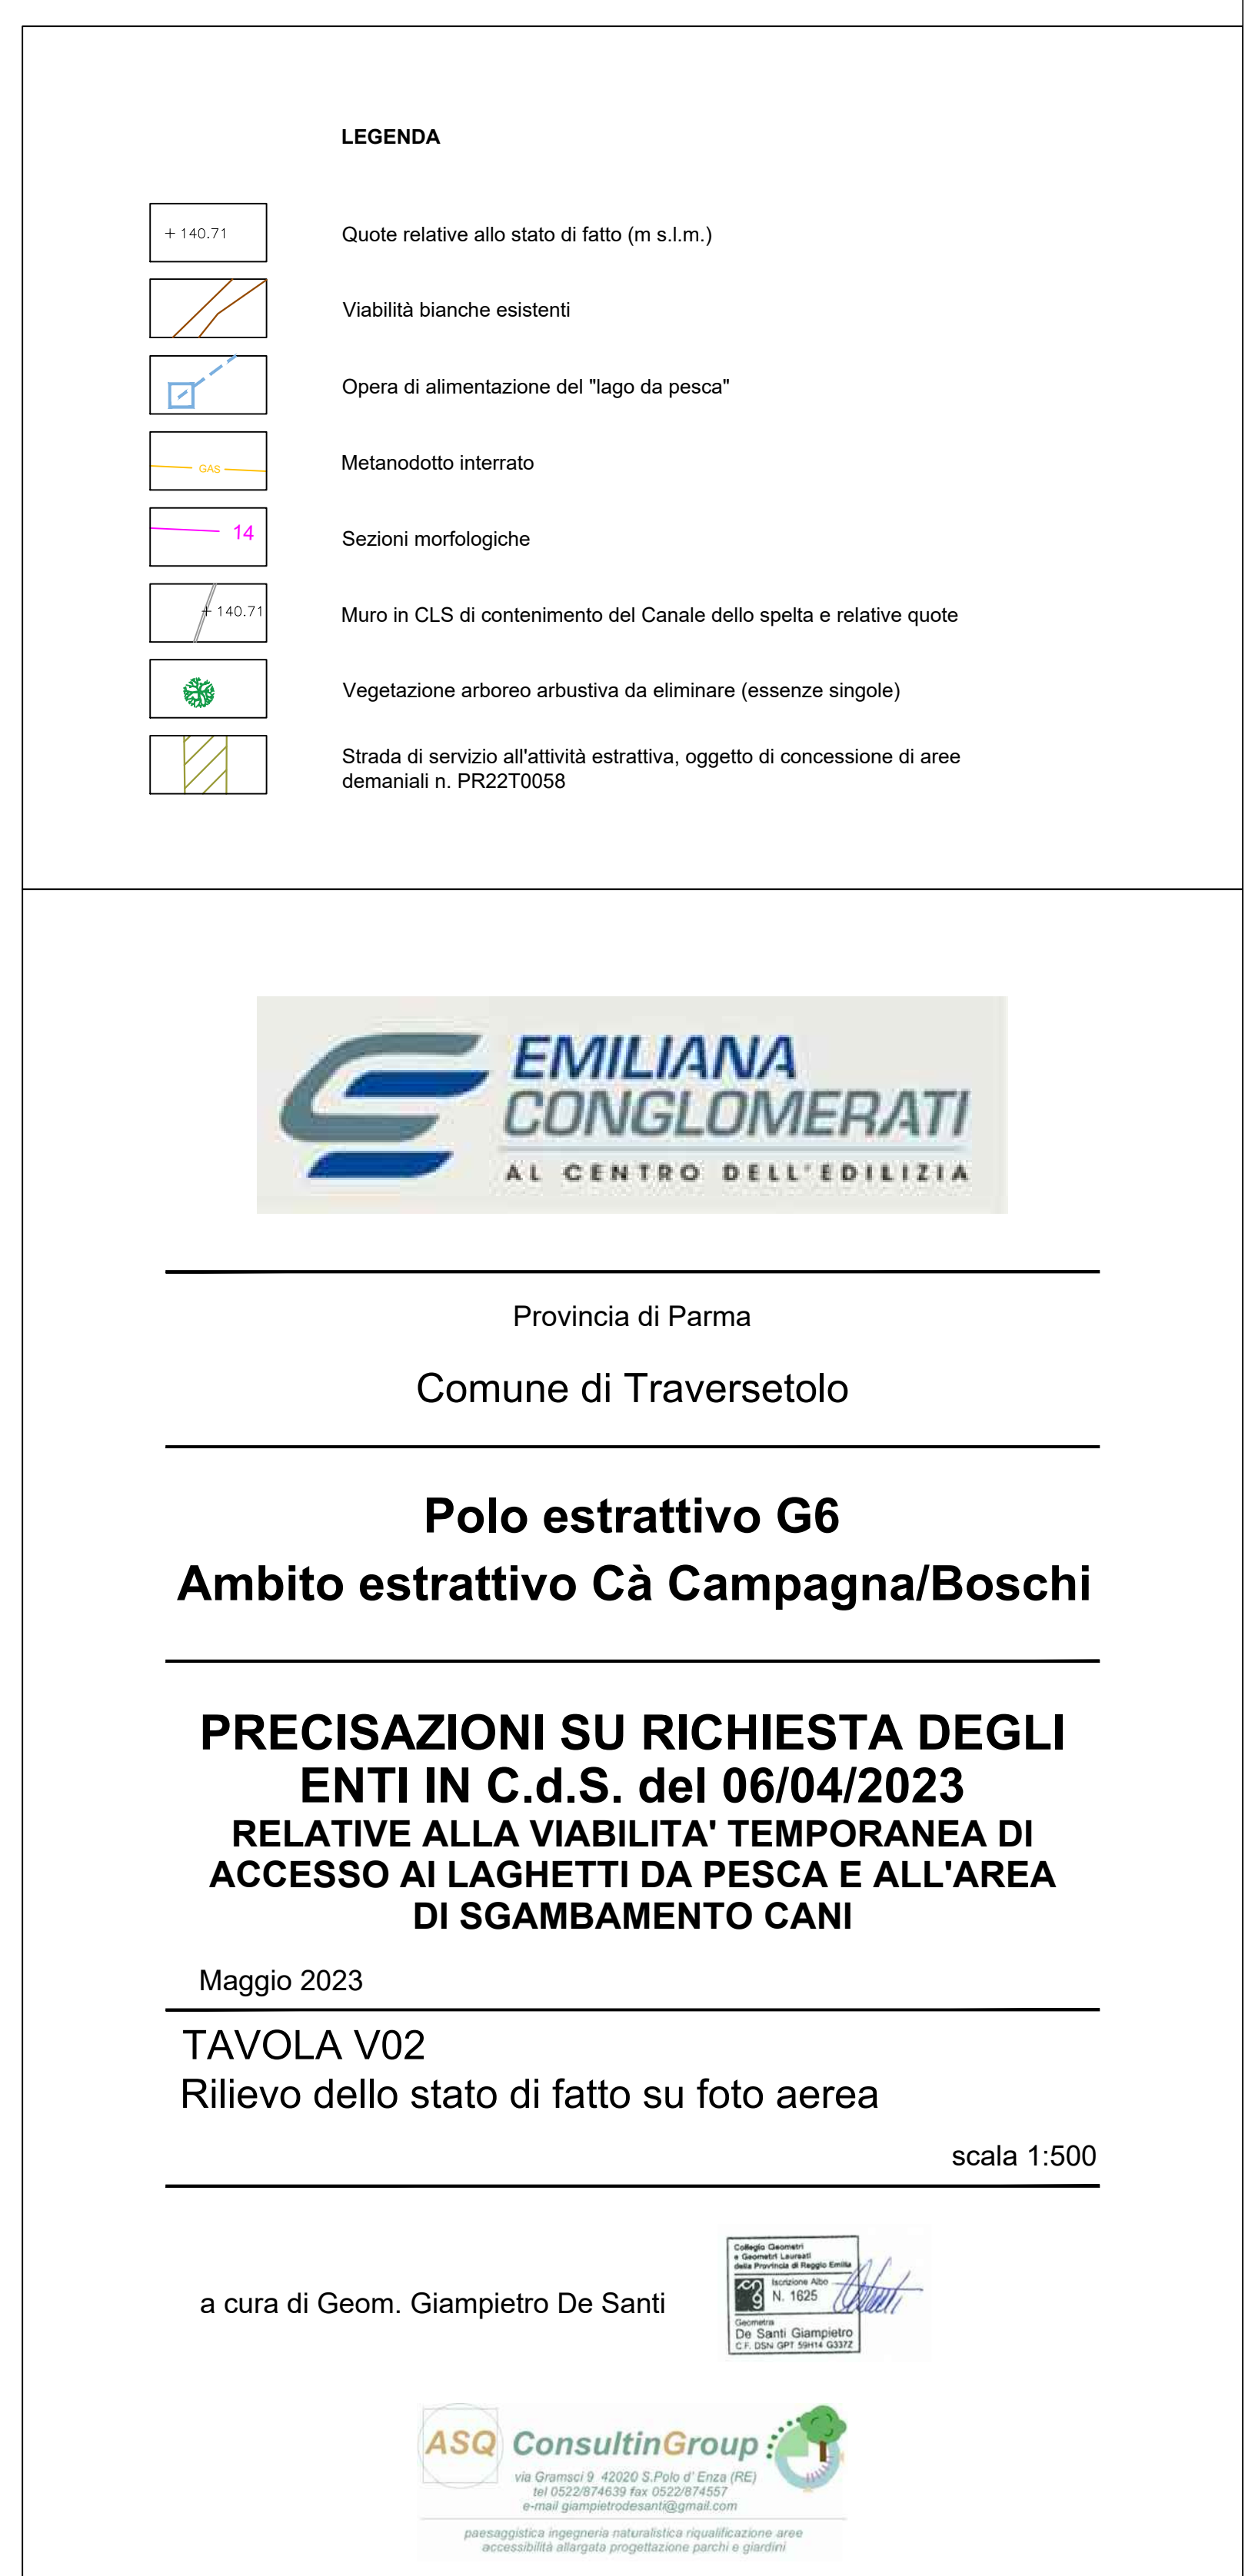 LEGENDA
+ 140.71
Quote relative allo stato di fatto (m s.l.m.)
Viabilità bianche esistenti
Opera di alimentazione del "lago da pesca"
GAS
Metanodotto interrato
14
Sezioni morfologiche
+ 140.71
Muro in CLS di contenimento del Canale dello spelta e relative quote
Vegetazione arboreo arbustiva da eliminare (essenze singole)
Strada di servizio all'attività estrattiva, oggetto di concessione di aree
demaniali n. PR22T0058
EMILIANA
CONGLOMERATI
AL CENTRO DELL'EDILIZIA
Provincia di Parma
Comune di Traversetolo
Polo estrattivo G6
Ambito estrattivo Cà Campagna/Boschi
PRECISAZIONI SU RICHIESTA DEGLI
ENTI IN C.d.S. del 06/04/2023
RELATIVE ALLA VIABILITA' TEMPORANEA DI
ACCESSO AI LAGHETTI DA PESCA E ALL'AREA
DI SGAMBAMENTO CANI
Maggio 2023
TAVOLA V02
Rilievo dello stato di fatto su foto aerea
scala 1:500
a cura di Geom. Giampietro De Santi
Collegio Geometri
e Geometri Laureati
della Provincia di Reggio Emilia
Iscrizione Albo
N. 1625
Geometra
De Santi Giampietro
C.F. DSN GPT 59H14 G337Z
ASQ ConsultinGroup
via Gramsci 9 42020 S.Polo d' Enza (RE)
tel 0522/874639 fax 0522/874557
e-mail giampietrodesanti@gmail.com
paesaggistica ingegneria naturalistica riqualificazione aree
accessibilità allargata progettazione parchi e giardini